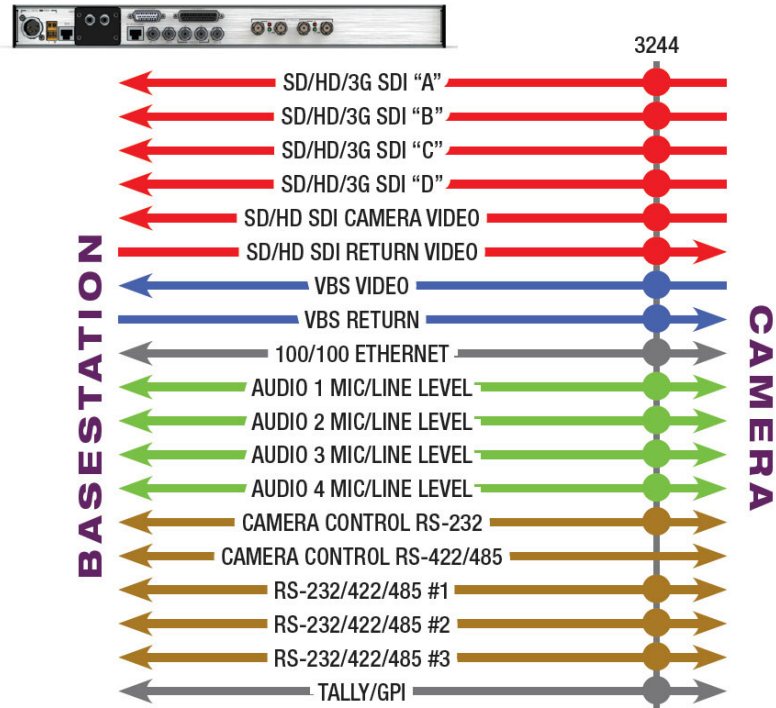 3244
SD/HD/3G SDI “A”
SD/HD/3G SDI “B”
SD/HD/3G SDI “C”
SD/HD/3G SDI “D”
SD/HD SDI CAMERA VIDEO
SD/HD SDI RETURN VIDEO
VBS VIDEO
VBS RETURN
100/100 ETHERNET
AUDIO 1 MIC/LINE LEVEL
AUDIO 2 MIC/LINE LEVEL
AUDIO 3 MIC/LINE LEVEL
AUDIO 4 MIC/LINE LEVEL
CAMERA CONTROL RS-232
CAMERA CONTROL RS-422/485
RS-232/422/485 #1
RS-232/422/485 #2
RS-232/422/485 #3
TALLY/GPI
BASESTATION
CAMERA